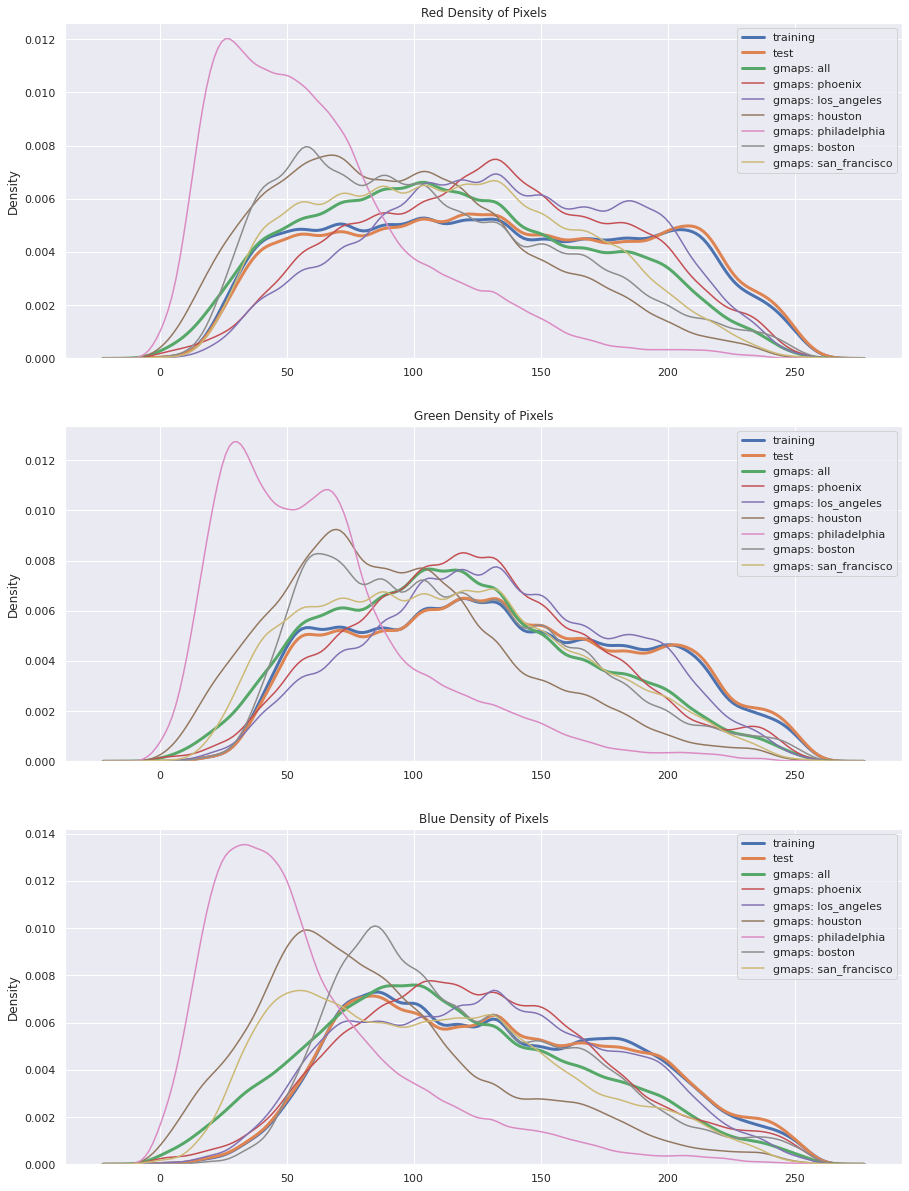 Red Density of Pixels
0.012
0.010
0.008
0.006
0.004
0.002
0.000
Density
training
test
gmaps: all
gmaps: phoenix
gmaps: los_angeles
gmaps: houston
gmaps: philadelphia
gmaps: boston
gmaps: san_francisco
0 50 100 150 200 250
Green Density of Pixels
0.012
0.010
0.008
0.006
0.004
0.002
0.000
Density
training
test
gmaps: all
gmaps: phoenix
gmaps: los_angeles
gmaps: houston
gmaps: philadelphia
gmaps: boston
gmaps: san_francisco
0 50 100 150 200 250
Blue Density of Pixels
0.014
0.012
0.010
0.008
0.006
0.004
0.002
0.000
Density
training
test
gmaps: all
gmaps: phoenix
gmaps: los_angeles
gmaps: houston
gmaps: philadelphia
gmaps: boston
gmaps: san_francisco
0 50 100 150 200 250